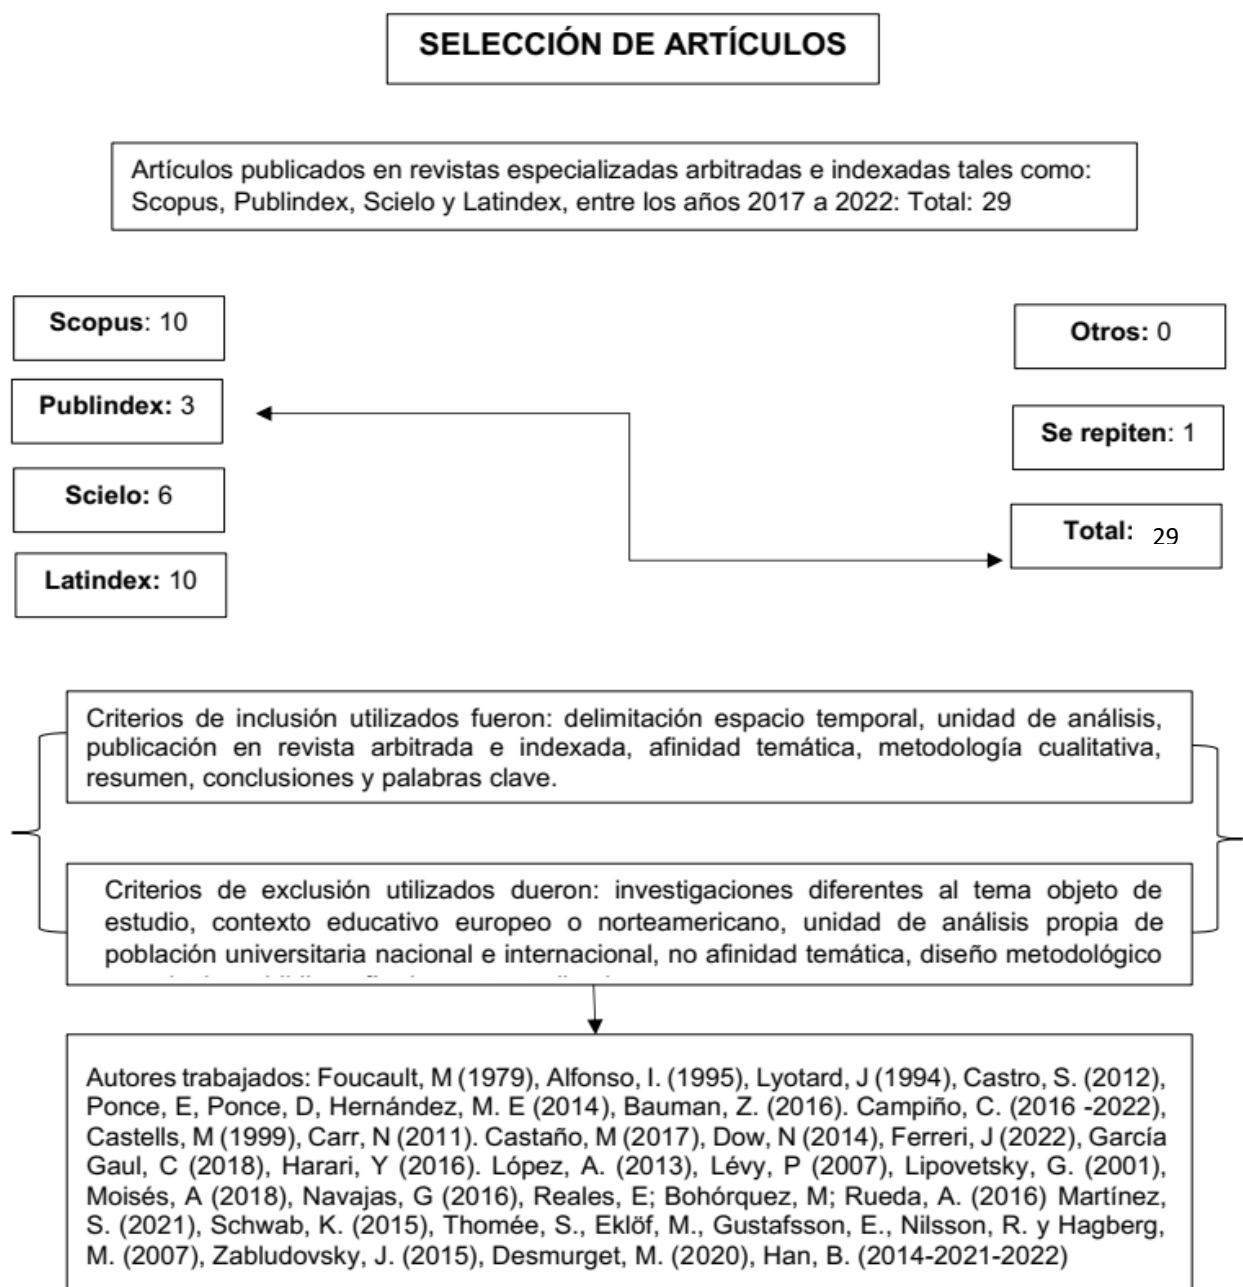 SELECCIÓN DE ARTÍCULOS
Artículos publicados en revistas especializadas arbitradas e indexadas tales como:
Scopus, Publindex, Scielo y Latindex, entre los años 2017 a 2022: Total: 29
Scopus: 10
Publindex: 3
Scielo: 6
Latindex: 10
Otros: 0
Se repiten: 1
Total: 29
Criterios de inclusión utilizados fueron: delimitación espacio temporal, unidad de análisis,
publicación en revista arbitrada e indexada, afinidad temática, metodología cualitativa,
resumen, conclusiones y palabras clave.
Criterios de exclusión utilizados dueron: investigaciones diferentes al tema objeto de
estudio, contexto educativo europeo o norteamericano, unidad de análisis propia de
población universitaria nacional e internacional, no afinidad temática, diseño metodológico
Autores trabajados: Foucault, M (1979), Alfonso, I. (1995), Lyotard, J (1994), Castro, S. (2012),
Ponce, E, Ponce, D, Hernández, M. E (2014), Bauman, Z. (2016). Campiño, C. (2016 -2022),
Castells, M (1999), Carr, N (2011). Castaño, M (2017), Dow, N (2014), Ferreri, J (2022), García
Gaul, C (2018), Harari, Y (2016). López, A. (2013), Lévy, P (2007), Lipovetsky, G. (2001),
Moisés, A (2018), Navajas, G (2016), Reales, E; Bohórquez, M; Rueda, A. (2016) Martínez,
S. (2021), Schwab, K. (2015), Thomée, S., Eklöf, M., Gustafsson, E., Nilsson, R. y Hagberg,
M. (2007), Zabludovsky, J. (2015), Desmurget, M. (2020), Han, B. (2014-2021-2022)